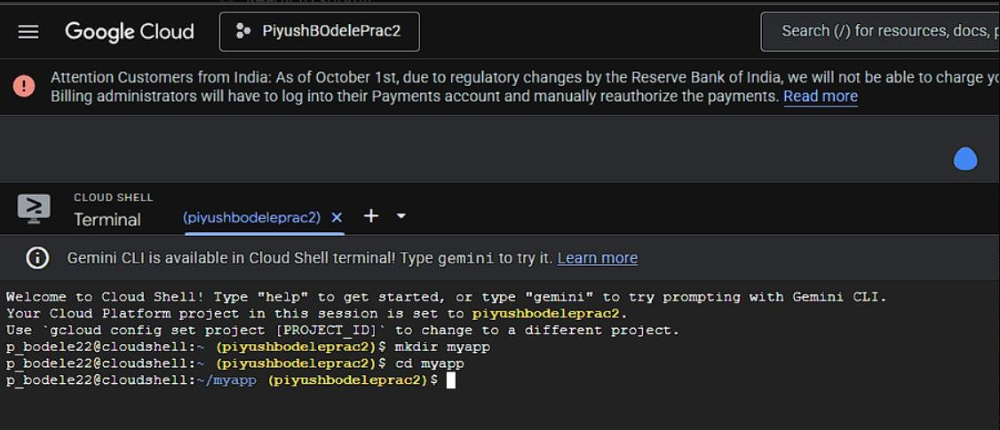 Google Cloud
PiyushBOdelePrac2
Search (/) for resources, docs, p
Attention Customers from India: As of October 1st, due to regulatory changes by the Reserve Bank of India, we will not be able to charge yo
Billing administrators will have to log into their Payments account and manually reauthorize the payments. Read more
CLOUD SHELL
Terminal
(piyushbodeleprac2)
Gemini CLI is available in Cloud Shell terminal! Type gemini to try it. Learn more
Welcome to Cloud Shell! Type "help" to get started, or type "gemini" to try prompting with Gemini CLI.
Your Cloud Platform project in this session is set to piyushbodeleprac2.
Use `gcloud config set project [PROJECT_ID]` to change to a different project.
p_bodele22@cloudshell:~ (piyushbodeleprac2)$ mkdir myapp
p_bodele22@cloudshell:~ (piyushbodeleprac2)$ cd myapp
p_bodele22@cloudshell:~/myapp (piyushbodeleprac2)$